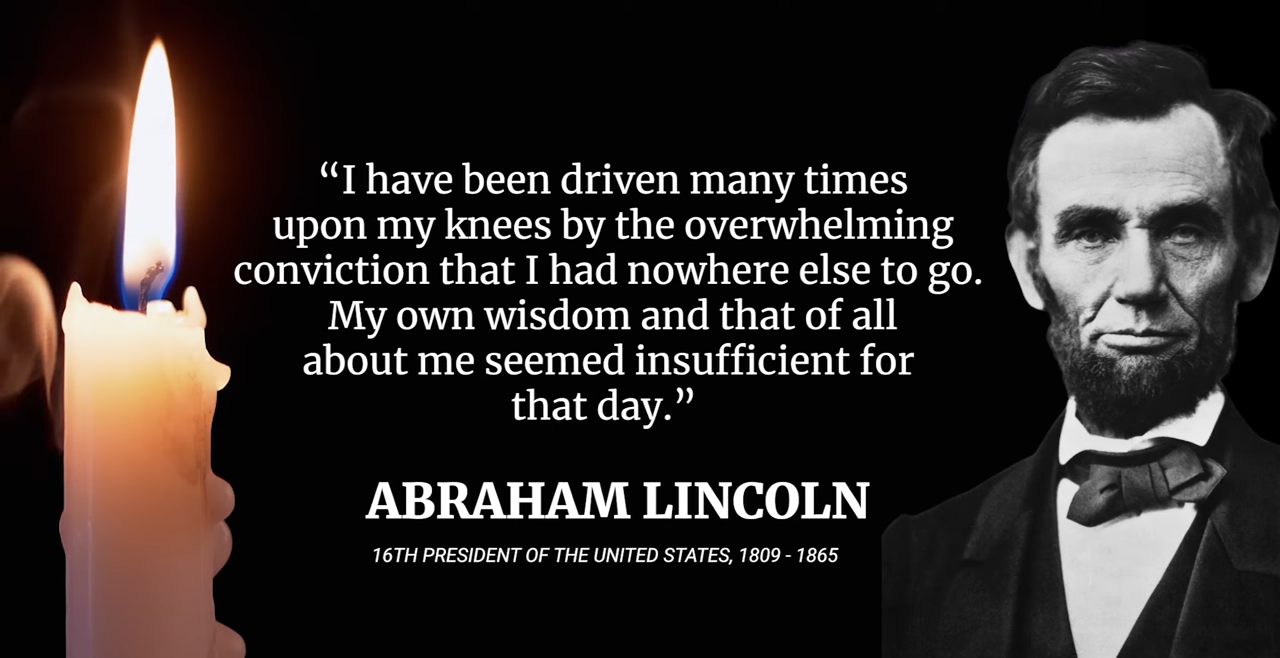 “I have been driven many times
upon my knees by the overwhelming
conviction that I had nowhere else to go.
My own wisdom and that of all
about me seemed insufficient for
that day.”
ABRAHAM LINCOLN
16TH PRESIDENT OF THE UNITED STATES, 1809 - 1865